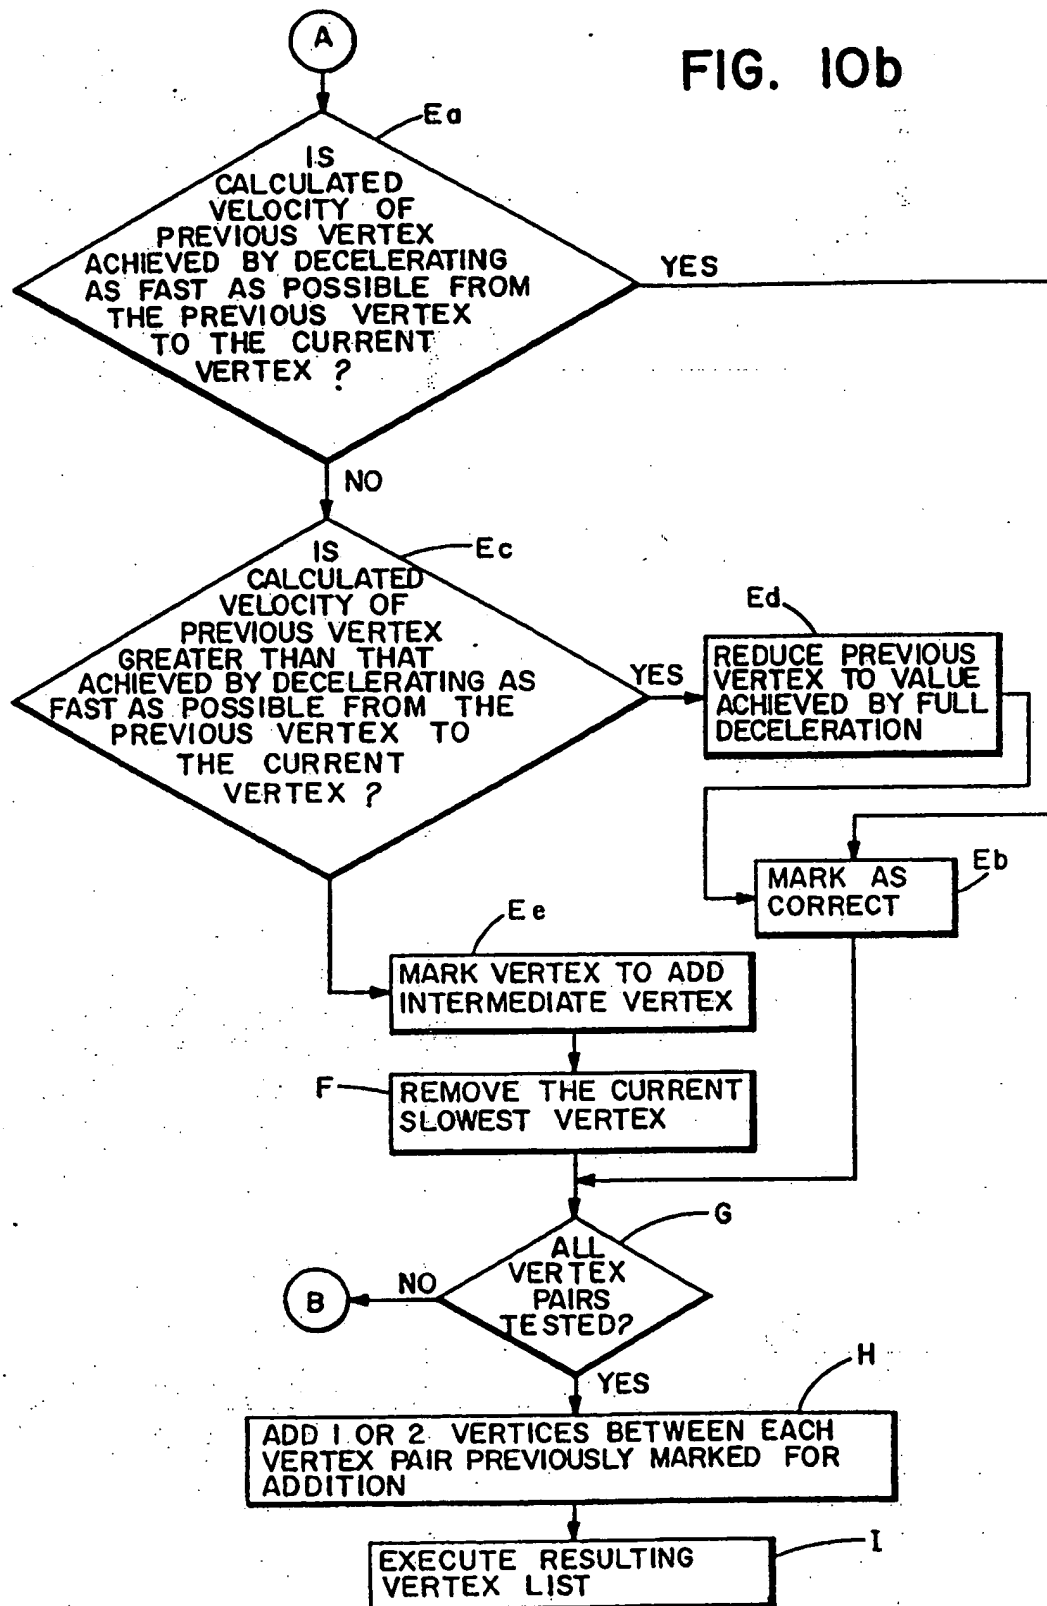 A
FIG. 10b
Ea
IS
CALCULATED
VELOCITY OF
PREVIOUS VERTEX
ACHIEVED BY DECELERATING
AS FAST AS POSSIBLE FROM
THE PREVIOUS VERTEX
TO THE CURRENT
VERTEX ?
YES
NO
Ec
IS
CALCULATED
VELOCITY OF
PREVIOUS VERTEX
GREATER THAN THAT
ACHIEVED BY DECELERATING AS
FAST AS POSSIBLE FROM THE
PREVIOUS VERTEX TO
THE CURRENT
VERTEX ?
YES
Ed
REDUCE PREVIOUS
VERTEX TO VALUE
ACHIEVED BY FULL
DECELERATION
Eb
MARK AS
CORRECT
Ee
MARK VERTEX TO ADD
INTERMEDIATE VERTEX
F
REMOVE THE CURRENT
SLOWEST VERTEX
G
ALL
VERTEX
PAIRS
TESTED?
NO
B
YES
H
ADD 1 OR 2 VERTICES BETWEEN EACH
VERTEX PAIR PREVIOUSLY MARKED FOR
ADDITION
I
EXECUTE RESULTING
VERTEX LIST